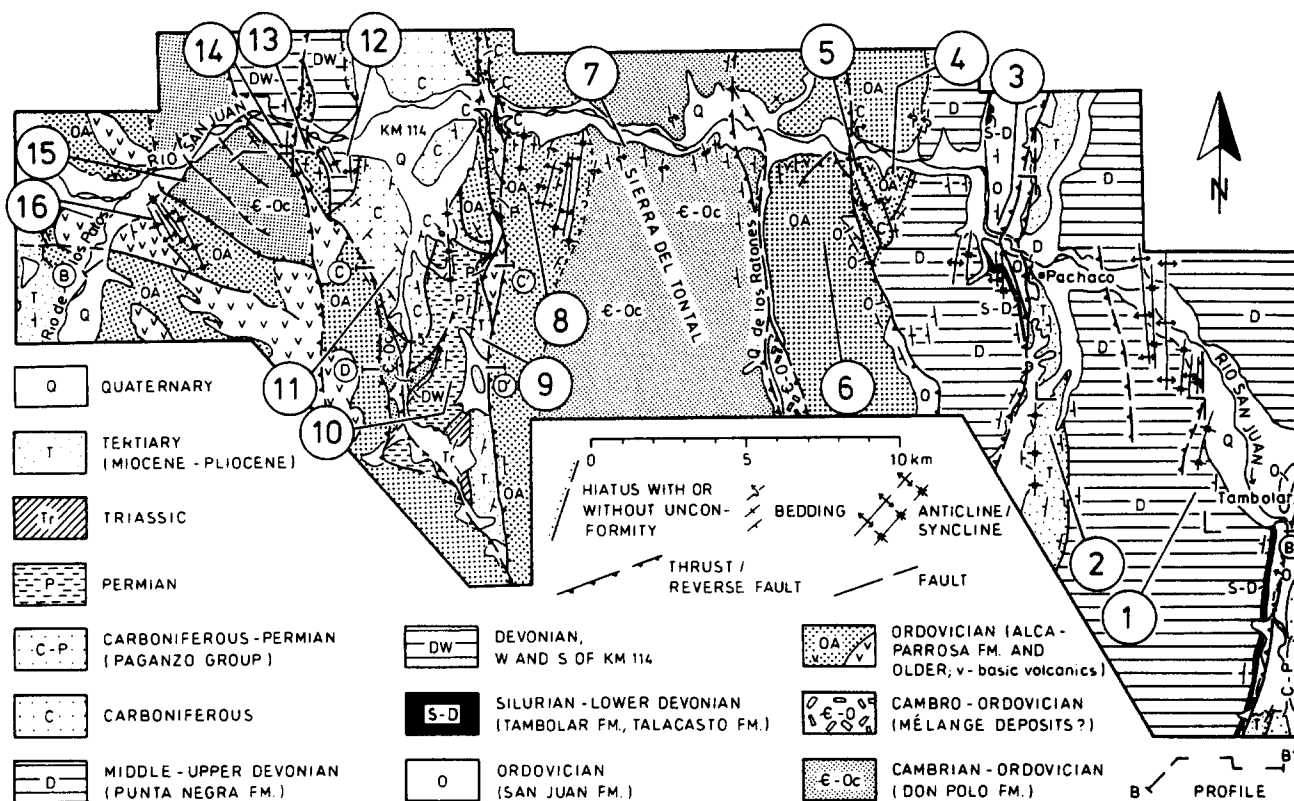 14
13
12
7
5
4
3
DW
DW
C
C
OA
S-D
T
D
RIO SAN JUAN
KM 114
Q
C
Q
OA
15
16
Є-Oc
OA
P
Є-Oc
SIERRA DEL TONTAL
OA
OA
O
D
D
Pachaco
Rio de los Patos
B
Q
T
OA
OA
C
C
C'
P
8
Є-Oc
Q de los Ratones
Є-O
S-D
D
D
RIO SAN JUAN
N
11
D
Є-Oc
DW
D'
9
6
O
Q
Tambolar
10
Tr
T
OA
T
2
1
D
B'
S-D
O
C-P
T
Q QUATERNARY
T TERTIARY
(MIOCENE-PLIOCENE)
Tr TRIASSIC
P PERMIAN
C-P CARBONIFEROUS-PERMIAN
(PAGANZO GROUP)
C CARBONIFEROUS
D MIDDLE-UPPER DEVONIAN
(PUNTA NEGRA FM.)
0 5 10 km
HIATUS WITH OR
WITHOUT UNCON-
FORMITY
BEDDING
ANTICLINE/
SYNCLINE
THRUST /
REVERSE FAULT
FAULT
DW DEVONIAN,
W AND S OF KM 114
S-D SILURIAN-LOWER DEVONIAN
(TAMBOLAR FM., TALACASTO FM.)
O ORDOVICIAN
(SAN JUAN FM.)
OA ORDOVICIAN (ALCA-
PARROSA FM. AND
OLDER; v-basic volcanics)
Є-O CAMBRO-ORDOVICIAN
(MÉLANGE DEPOSITS?)
Є-Oc CAMBRIAN-ORDOVICIAN
(DON POLO FM.)
B B'
PROFILE